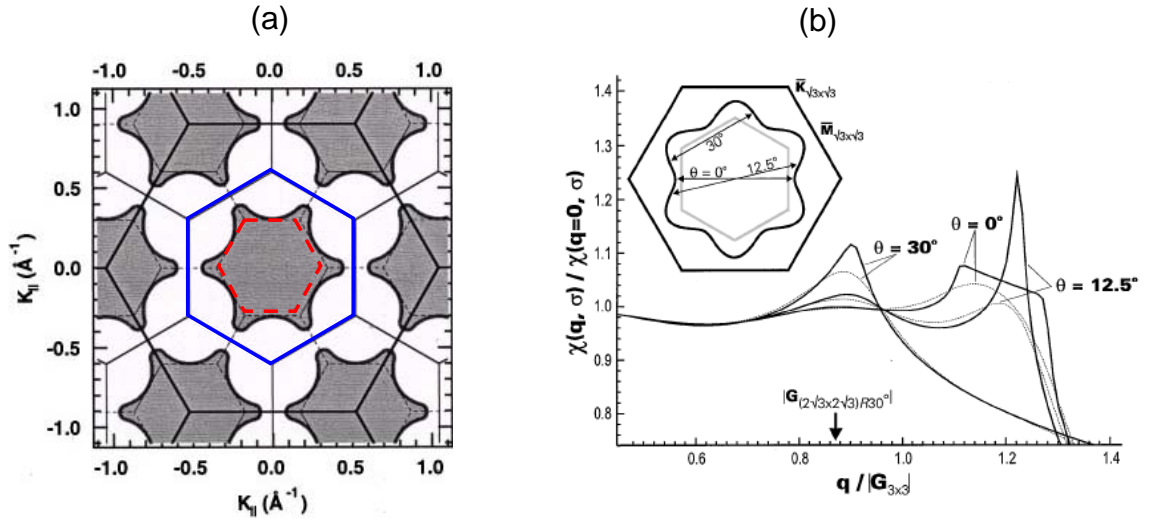 (a)
-1.0 -0.5 0.0 0.5 1.0
1.0
0.5
0.0
-0.5
-1.0
K|| (Å⁻¹)
-1.0 -0.5 0.0 0.5 1.0
K|| (Å⁻¹)
(b)
1.4
1.3
1.2
1.1
1.0
0.9
0.8
χ(q, σ) / χ(q=0, σ)
K̄√3x√3
M̄√3x√3
30°
θ = 0°
12.5°
θ = 30°
θ = 0°
θ = 12.5°
|G(2√3x2√3)R30°|
0.6 0.8 1.0 1.2 1.4
q / |G3x3|